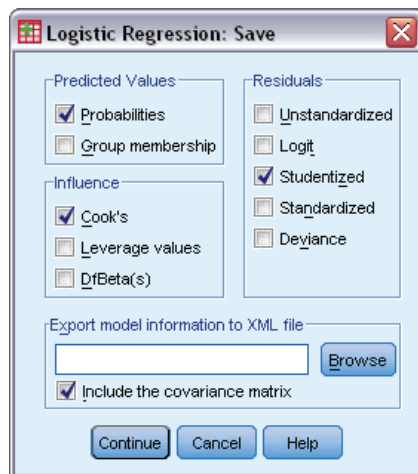 Logistic Regression: Save
Predicted Values
Probabilities
Group membership
Influence
Cook's
Leverage values
DfBeta(s)
Residuals
Unstandardized
Logit
Studentized
Standardized
Deviance
Export model information to XML file
Browse
Include the covariance matrix
Continue
Cancel
Help